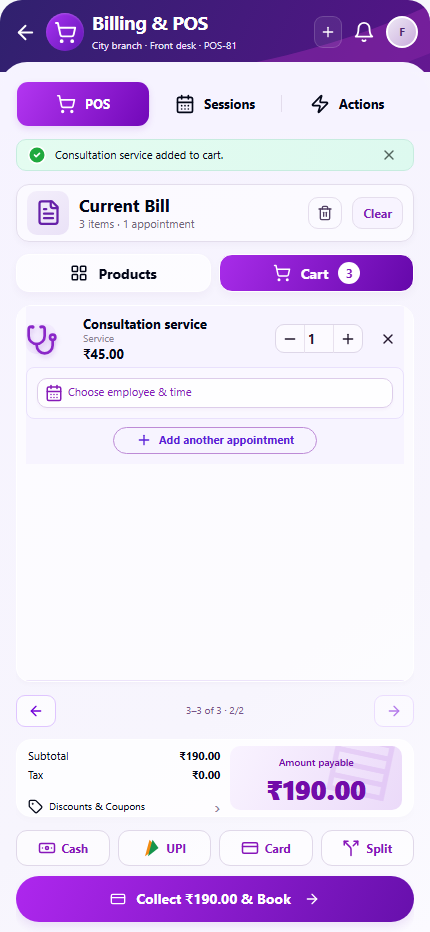 Billing & POS
City branch · Front desk · POS-81
F
POS
Sessions
Actions
Consultation service added to cart.
Current Bill
3 items · 1 appointment
Clear
Products
Cart 3
Consultation service
Service
₹45.00
1
Choose employee & time
Add another appointment
3–3 of 3 · 2/2
Subtotal ₹190.00
Tax ₹0.00
Discounts & Coupons
Amount payable
₹190.00
Cash
UPI
Card
Split
Collect ₹190.00 & Book